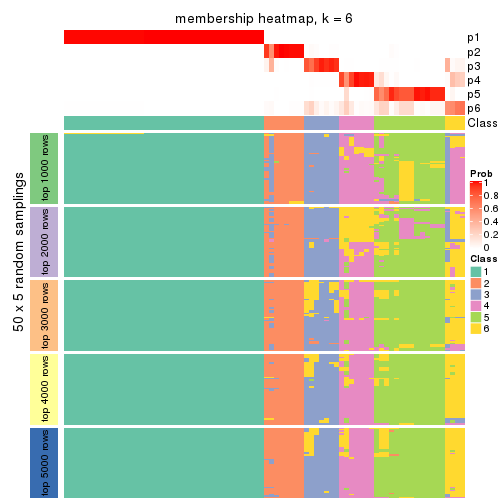 membership heatmap, k = 6
p1
p2
p3
p4
p5
p6
Class
50 x 5 random samplings
top 1000 rows
top 2000 rows
top 3000 rows
top 4000 rows
top 5000 rows
Prob
1
0.8
0.6
0.4
0.2
0
Class
1
2
3
4
5
6